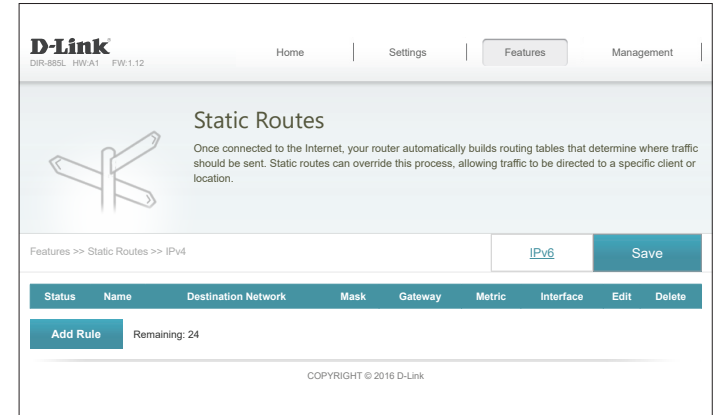 D-Link
DIR-885L HW:A1 FW:1.12
Home
Settings
Features
Management
Static Routes
Once connected to the Internet, your router automatically builds routing tables that determine where traffic
should be sent. Static routes can override this process, allowing traffic to be directed to a specific client or
location.
Features >> Static Routes >> IPv4
IPv6
Save
Status Name Destination Network Mask Gateway Metric Interface Edit Delete
Add Rule
Remaining: 24
COPYRIGHT © 2016 D-Link